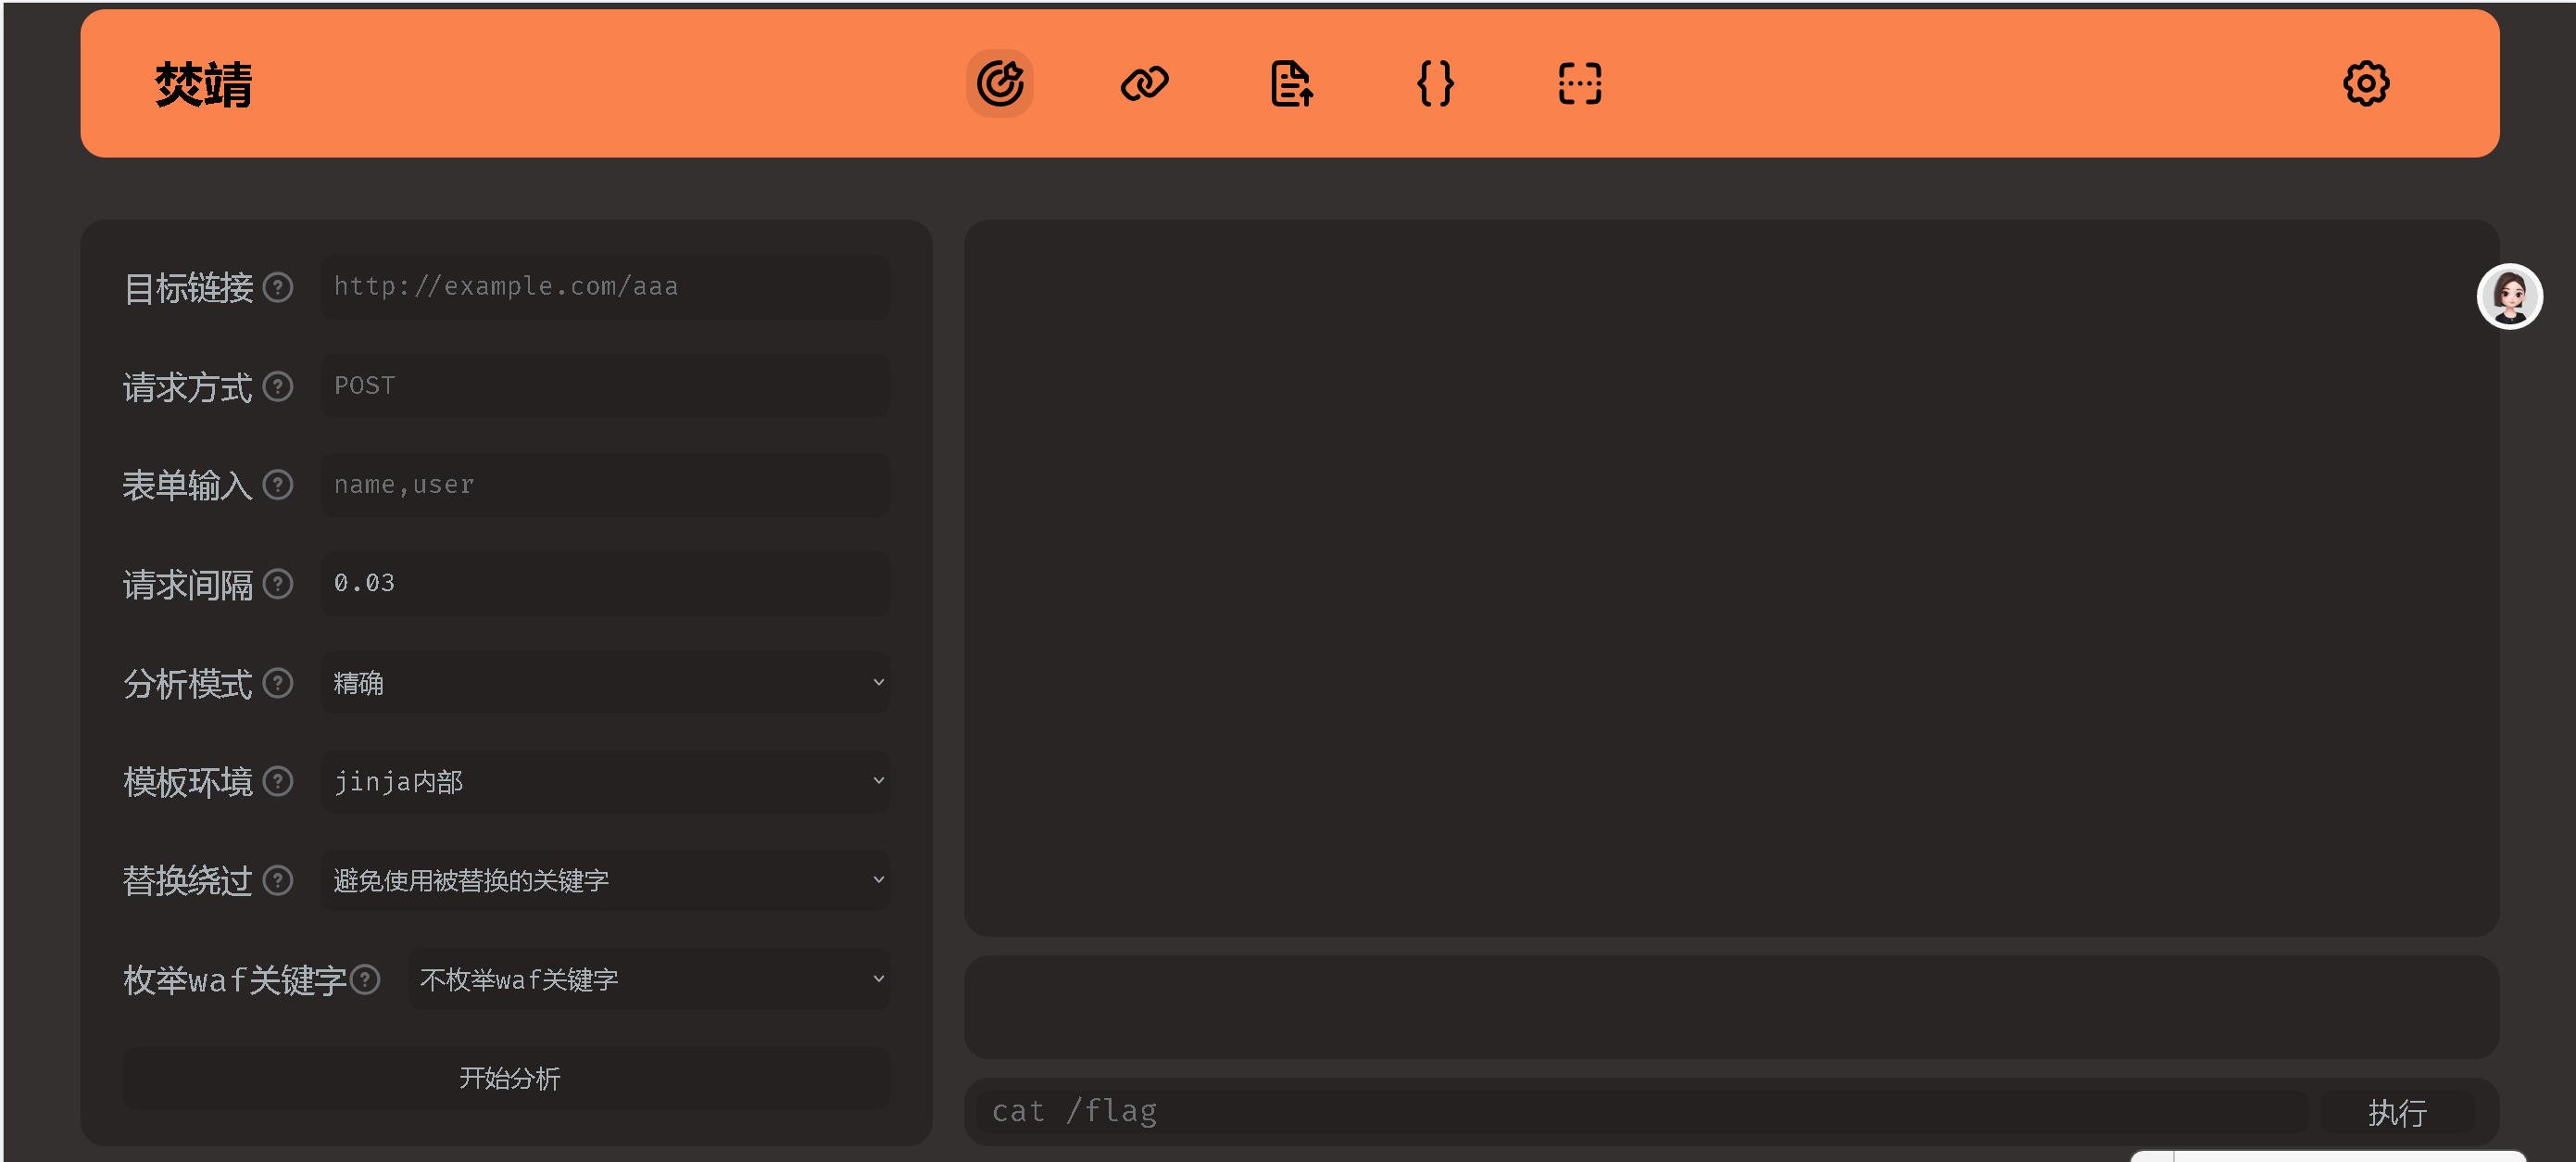 焚靖
目标链接 ? http://example.com/aaa
请求方式 ? POST
表单输入 ? name,user
请求间隔 ? 0.03
分析模式 ? 精确
模板环境 ? jinja内部
替换绕过 ? 避免使用被替换的关键字
枚举waf关键字 ? 不枚举waf关键字
开始分析
cat /flag 执行